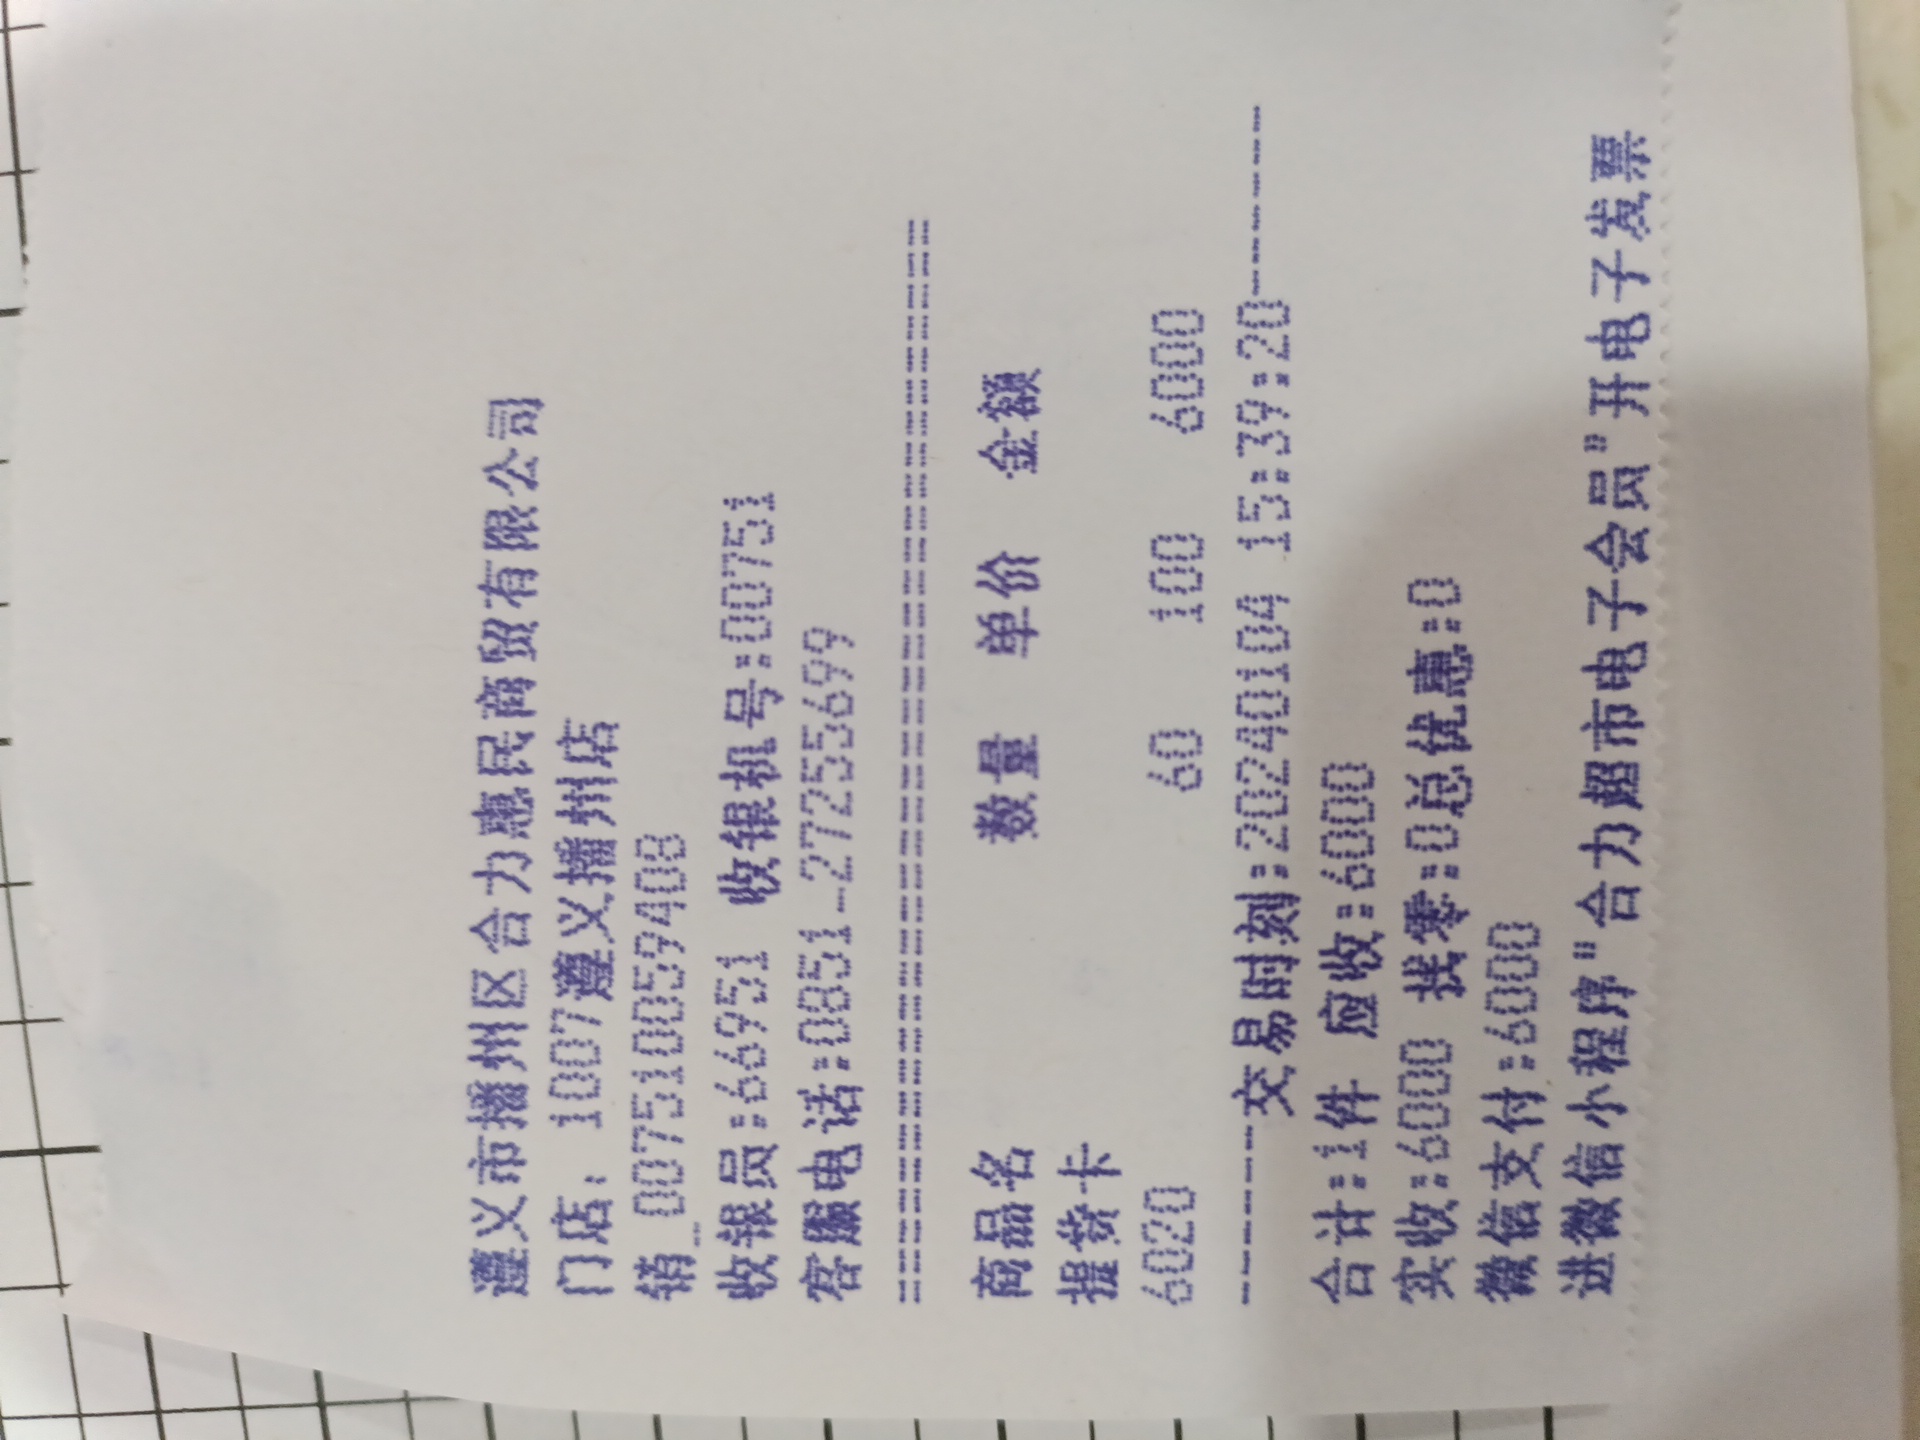 遵义市播州区合力惠民商贸有限公司
门店: 1007遵义播州店
销_007510059408
收银员:66951 收银机号:00751
客服电话:0851-27255699
================================
商品名 数量 单价 金额
提货卡
6020 60 100 6000
-------交易时刻:20240104 15:39:20-------
合计:1件 应收:6000
实收:6000 找零:0总优惠:0
微信支付:6000
进微信小程序"合力超市电子会员"开电子发票